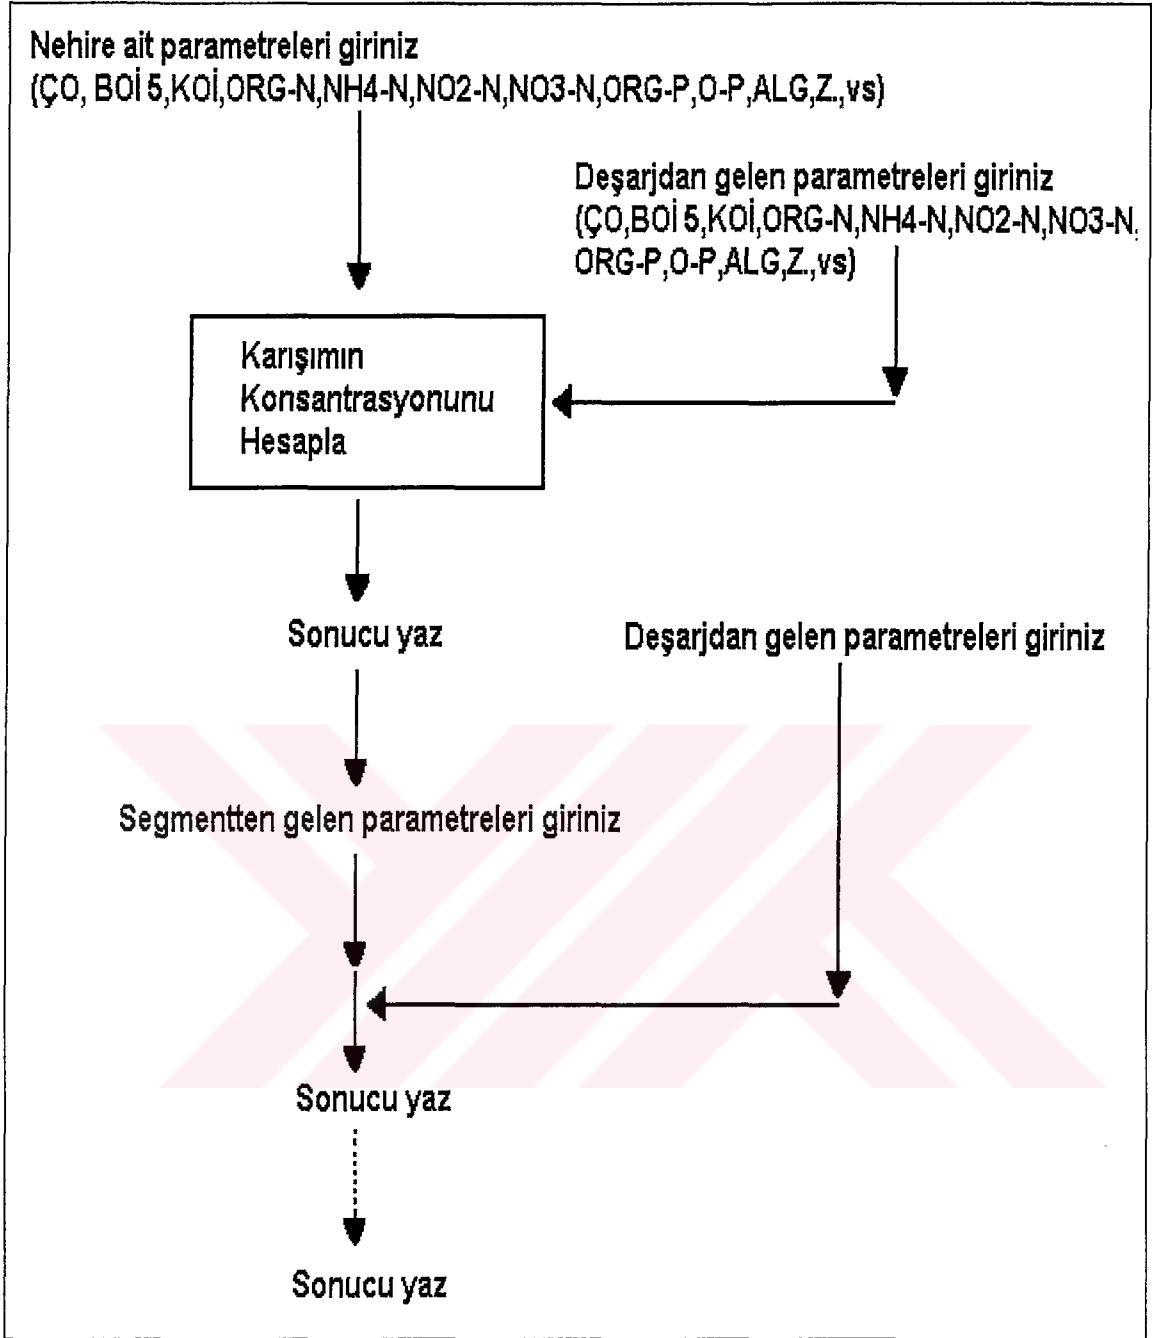 Nehire ait parametreleri giriniz
(ÇO, BOİ 5,KOİ,ORG-N,NH4-N,NO2-N,NO3-N,ORG-P,O-P,ALG,Z.,vs)
Deşarjdan gelen parametreleri giriniz
(ÇO,BOİ 5,KOİ,ORG-N,NH4-N,NO2-N,NO3-N,
ORG-P,O-P,ALG,Z.,vs)
Karışımın
Konsantrasyonunu
Hesapla
Sonucu yaz
Deşarjdan gelen parametreleri giriniz
Segmentten gelen parametreleri giriniz
Sonucu yaz
Sonucu yaz